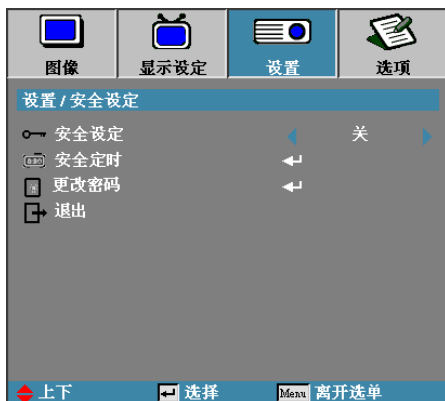 图像 显示设定 设置 选项
设置 / 安全设定
安全设定 关
安全定时
更改密码
退出
上下 选择 Menu 离开选单